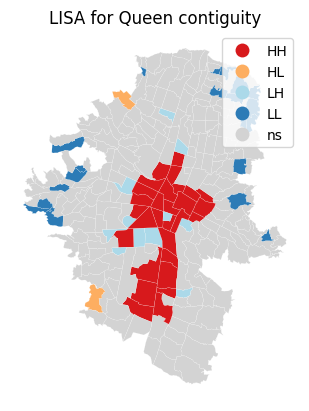 LISA for Queen contiguity
HH
HL
LH
LL
ns